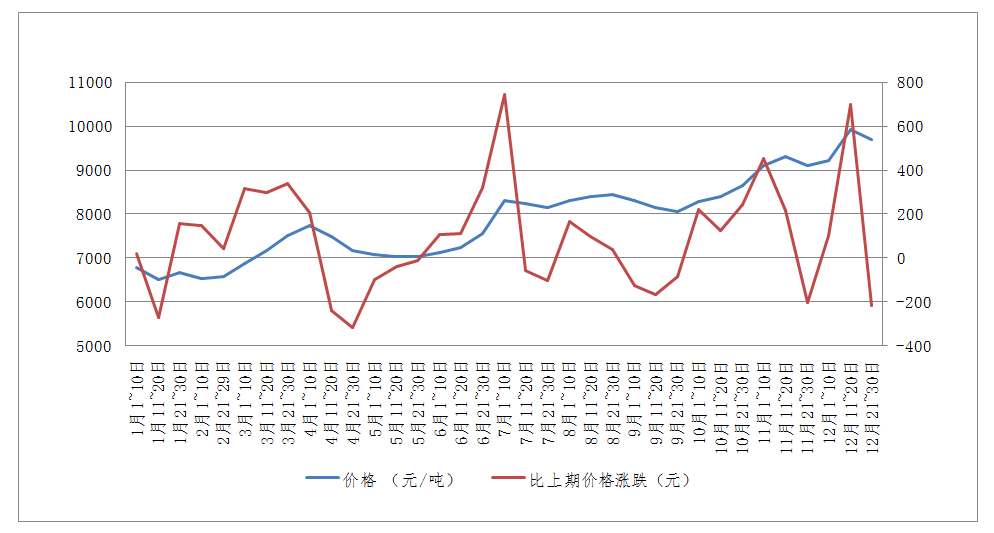 11000
10000
9000
8000
7000
6000
5000
800
600
400
200
0
-200
-400
1月1~10日
1月11~20日
1月21~30日
2月1~10日
2月21~29日
3月1~10日
3月11~20日
3月21~30日
4月1~10日
4月11~20日
4月21~30日
5月1~10日
5月11~20日
5月21~30日
6月1~10日
6月11~20日
6月21~30日
7月1~10日
7月11~20日
7月21~30日
8月1~10日
8月11~20日
8月21~30日
9月1~10日
9月11~20日
9月21~30日
10月1~10日
10月11~20日
10月21~30日
11月1~10日
11月11~20日
11月21~30日
12月1~10日
12月11~20日
12月21~30日
价格 （元/吨） 比上期价格涨跌（元）